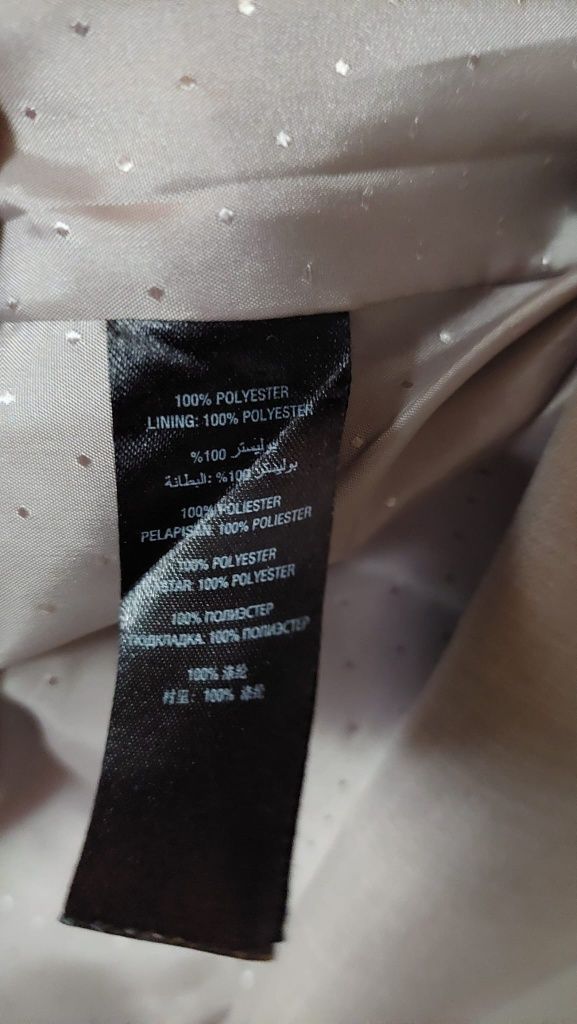 100% POLYESTER
LINING: 100% POLYESTER
%100 بوليستر
%100 بوليستر :البطانة
100% POLIESTER
PELAPISAN: 100% POLIESTER
100% POLYESTER
ASTAR: 100% POLYESTER
100% ПОЛИЭСТЕР
ПОДКЛАДКА: 100% ПОЛИЭСТЕР
100% 涤纶
衬里: 100% 涤纶